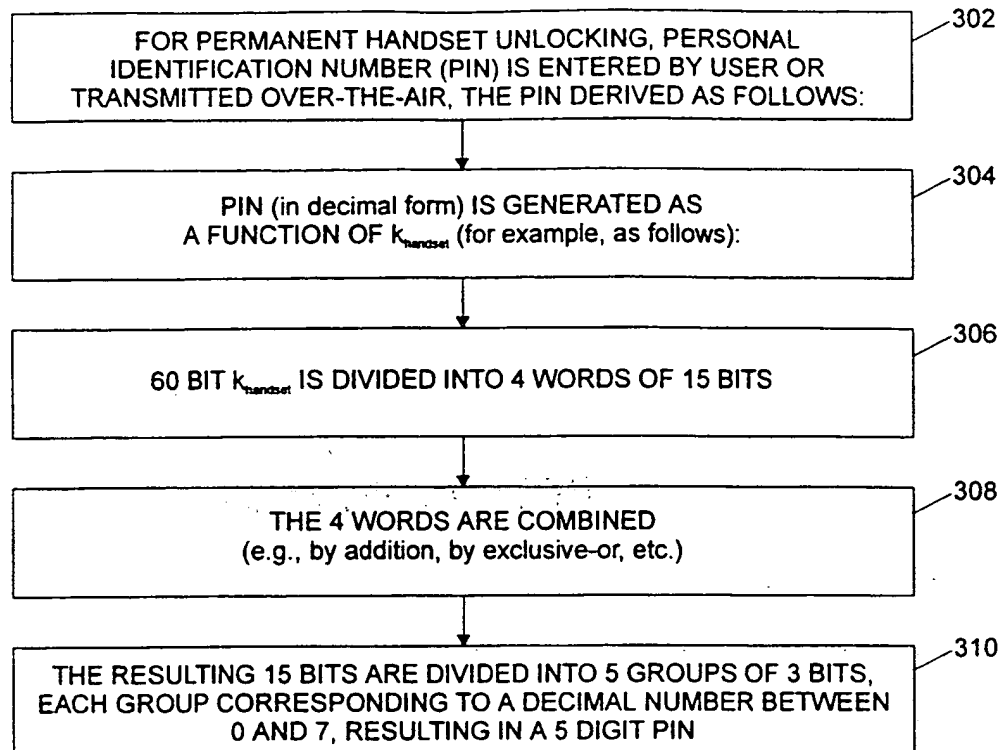 302
FOR PERMANENT HANDSET UNLOCKING, PERSONAL
IDENTIFICATION NUMBER (PIN) IS ENTERED BY USER OR
TRANSMITTED OVER-THE-AIR, THE PIN DERIVED AS FOLLOWS:
304
PIN (in decimal form) IS GENERATED AS
A FUNCTION OF k handset (for example, as follows):
306
60 BIT k handset IS DIVIDED INTO 4 WORDS OF 15 BITS
308
THE 4 WORDS ARE COMBINED
(e.g., by addition, by exclusive-or, etc.)
310
THE RESULTING 15 BITS ARE DIVIDED INTO 5 GROUPS OF 3 BITS,
EACH GROUP CORRESPONDING TO A DECIMAL NUMBER BETWEEN
0 AND 7, RESULTING IN A 5 DIGIT PIN